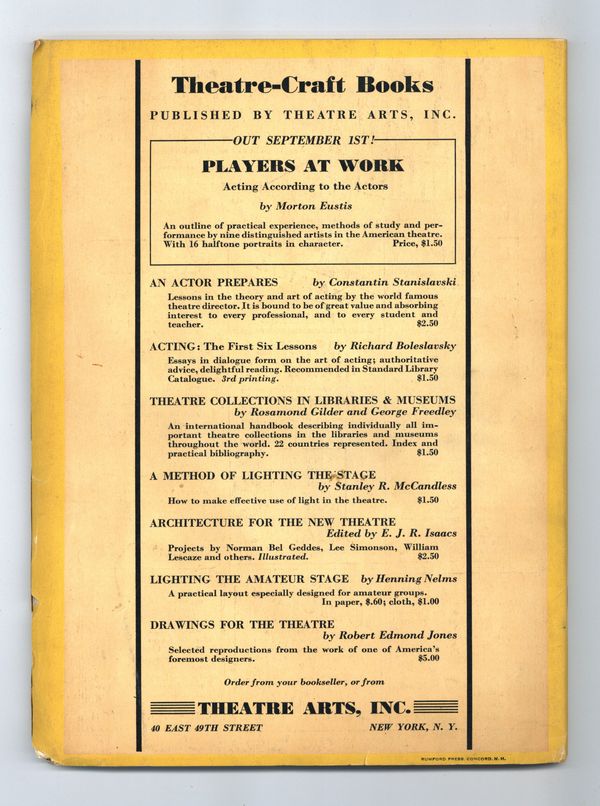 Theatre-Craft Books
PUBLISHED BY THEATRE ARTS, INC.
OUT SEPTEMBER 1ST!
PLAYERS AT WORK
Acting According to the Actors
by Morton Eustis
An outline of practical experience, methods of study and per-
formance by nine distinguished artists in the American theatre.
With 16 halftone portraits in character. Price, $1.50
AN ACTOR PREPARES by Constantin Stanislavski
Lessons in the theory and art of acting by the world famous
theatre director. It is bound to be of great value and absorbing
interest to every professional, and to every student and
teacher. $2.50
ACTING: The First Six Lessons by Richard Boleslavsky
Essays in dialogue form on the art of acting; authoritative
advice, delightful reading. Recommended in Standard Library
Catalogue. 3rd printing. $1.50
THEATRE COLLECTIONS IN LIBRARIES & MUSEUMS
by Rosamond Gilder and George Freedley
An international handbook describing individually all im-
portant theatre collections in the libraries and museums
throughout the world. 22 countries represented. Index and
practical bibliography. $1.50
A METHOD OF LIGHTING THE STAGE
by Stanley R. McCandless
How to make effective use of light in the theatre. $1.50
ARCHITECTURE FOR THE NEW THEATRE
Edited by E. J. R. Isaacs
Projects by Norman Bel Geddes, Lee Simonson, William
Lescaze and others. Illustrated. $2.50
LIGHTING THE AMATEUR STAGE by Henning Nelms
A practical layout especially designed for amateur groups.
In paper, $.60; cloth, $1.00
DRAWINGS FOR THE THEATRE
by Robert Edmond Jones
Selected reproductions from the work of one of America's
foremost designers. $5.00
Order from your bookseller, or from
THEATRE ARTS, INC.
40 EAST 49TH STREET NEW YORK, N. Y.
RUMFORD PRESS, CONCORD, N. H.